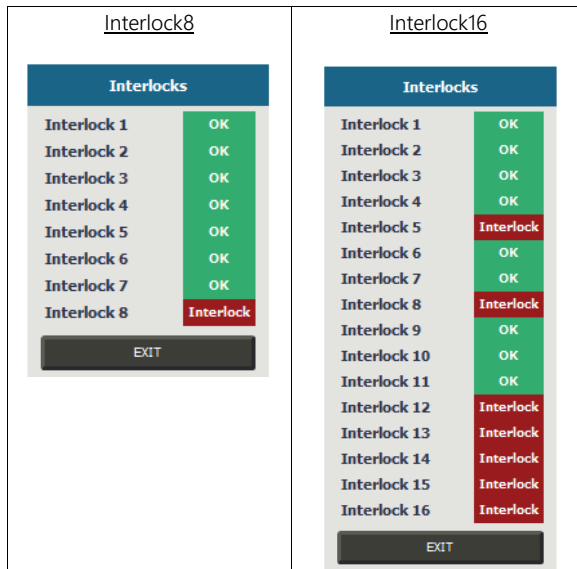 Interlock8
Interlocks
Interlock 1 OK
Interlock 2 OK
Interlock 3 OK
Interlock 4 OK
Interlock 5 OK
Interlock 6 OK
Interlock 7 OK
Interlock 8 Interlock
EXIT
Interlock16
Interlocks
Interlock 1 OK
Interlock 2 OK
Interlock 3 OK
Interlock 4 OK
Interlock 5 Interlock
Interlock 6 OK
Interlock 7 OK
Interlock 8 Interlock
Interlock 9 OK
Interlock 10 OK
Interlock 11 OK
Interlock 12 Interlock
Interlock 13 Interlock
Interlock 14 Interlock
Interlock 15 Interlock
Interlock 16 Interlock
EXIT